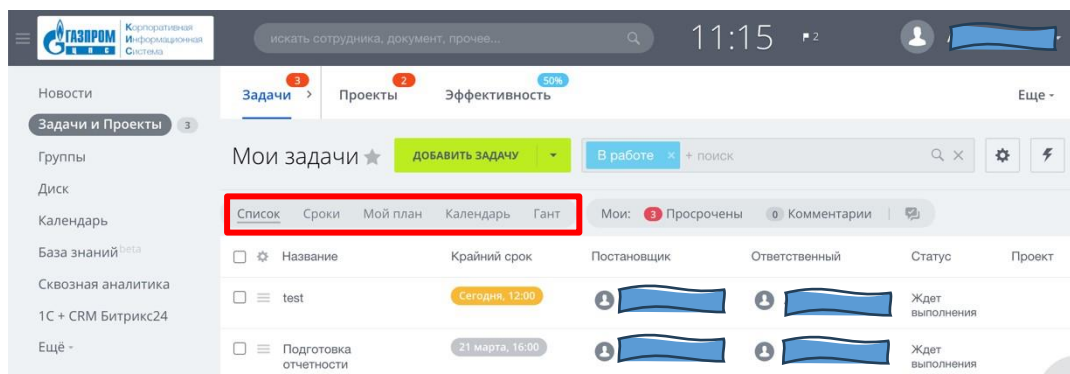 ГАЗПРОМ
ЦПС
Корпоративная
Информационная
Система
искать сотрудника, документ, прочее...
11:15
2
Новости
Задачи и Проекты 3
Группы
Диск
Календарь
База знаний beta
Сквозная аналитика
1С + CRM Битрикс24
Ещё -
3 2 50%
Задачи > Проекты Эффективность Еще -
Мои задачи ДОБАВИТЬ ЗАДАЧУ В работе × + поиск
Список Сроки Мой план Календарь Гант Мои: 3 Просрочены 0 Комментарии
Название Крайний срок Постановщик Ответственный Статус Проект
test Сегодня, 12:00 Ждет
выполнения
Подготовка 21 марта, 16:00 Ждет
отчетности выполнения